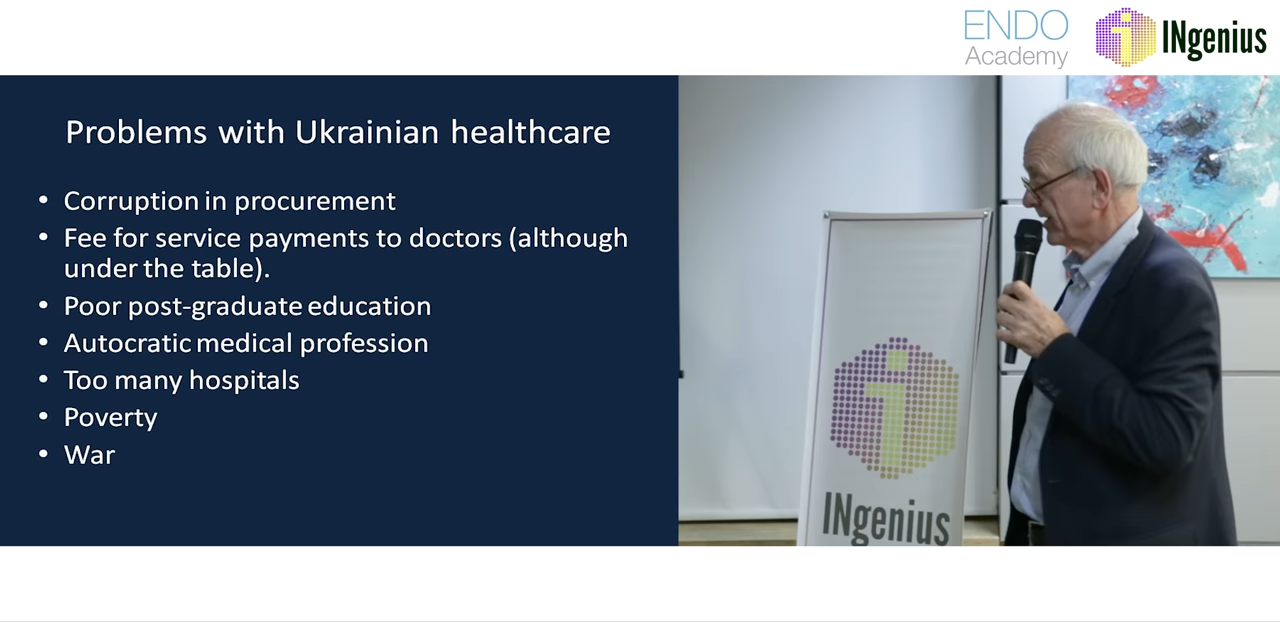 ENDO
Academy
INgenius
Problems with Ukrainian healthcare
• Corruption in procurement
• Fee for service payments to doctors (although
under the table).
• Poor post-graduate education
• Autocratic medical profession
• Too many hospitals
• Poverty
• War
INgenius